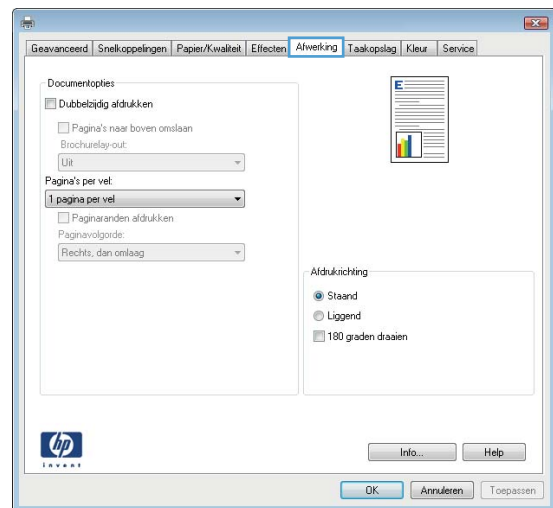 Geavanceerd Snelkoppelingen Papier/Kwaliteit Effecten Afwerking Taakopslag Kleur Service
Documentopties
Dubbelzijdig afdrukken
Pagina's naar boven omslaan
Brochurelay-out:
Uit
Pagina's per vel:
1 pagina per vel
Paginaranden afdrukken
Paginavolgorde:
Rechts, dan omlaag
E
Afdrukrichting
Staand
Liggend
180 graden draaien
hp
invent
Info... Help
OK Annuleren Toepassen